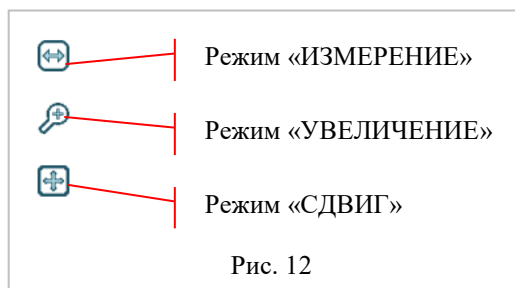 Режим «ИЗМЕРЕНИЕ»
Режим «УВЕЛИЧЕНИЕ»
Режим «СДВИГ»
Рис. 12